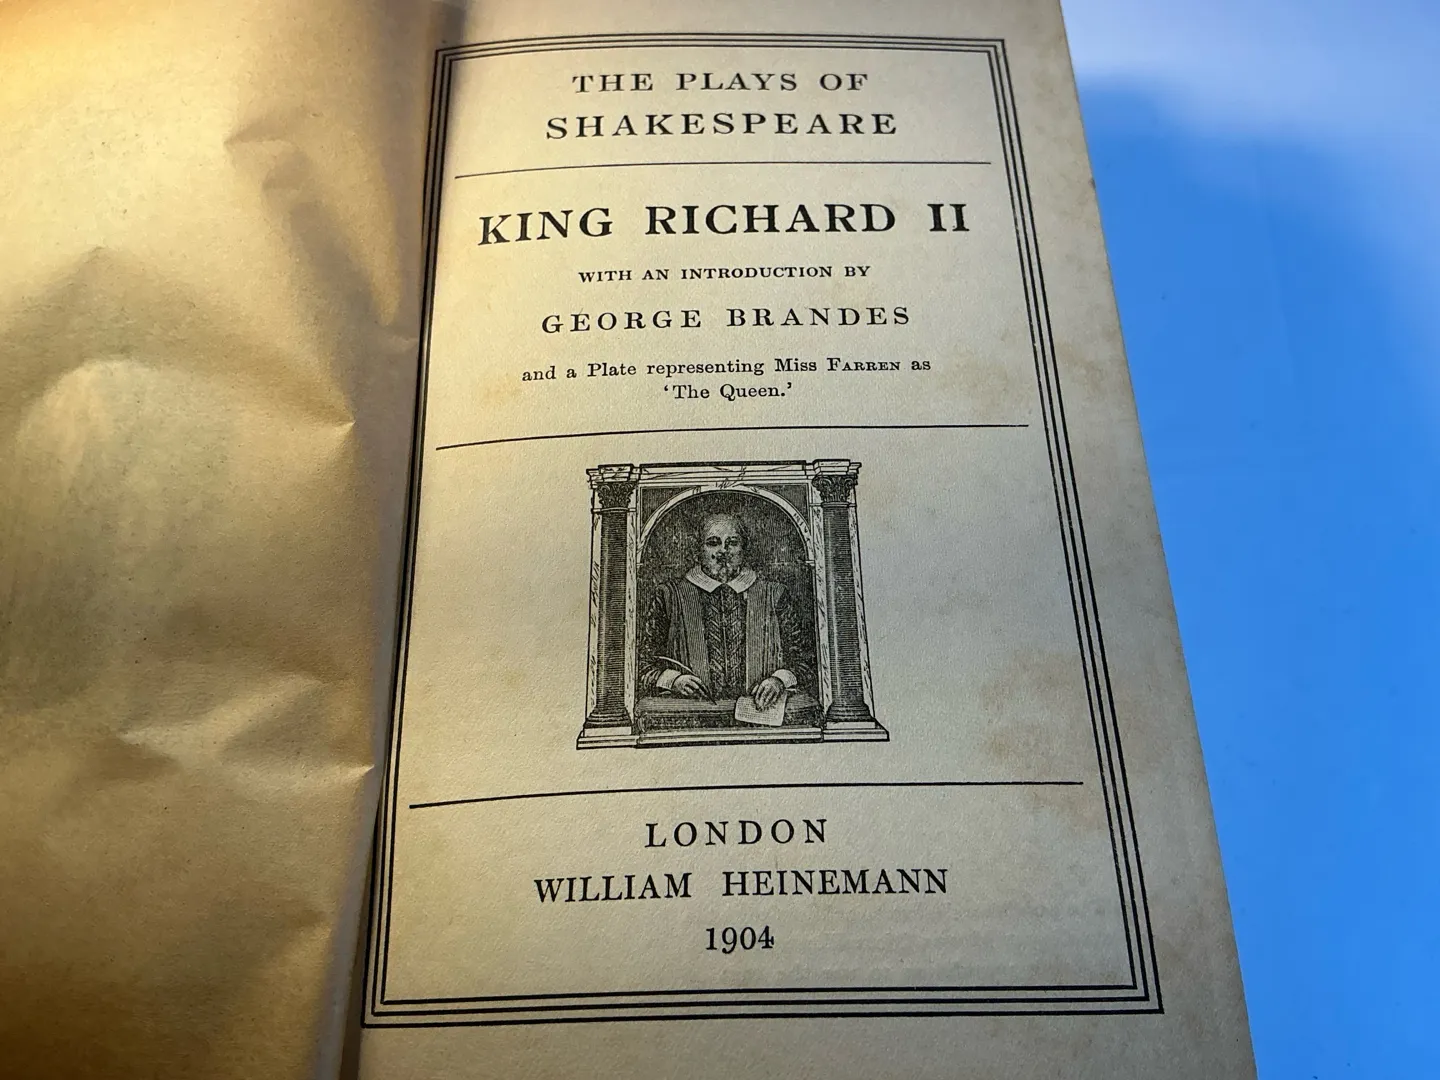 THE PLAYS OF
SHAKESPEARE
KING RICHARD II
WITH AN INTRODUCTION BY
GEORGE BRANDES
and a Plate representing Miss FARREN as
‘The Queen.’
LONDON
WILLIAM HEINEMANN
1904